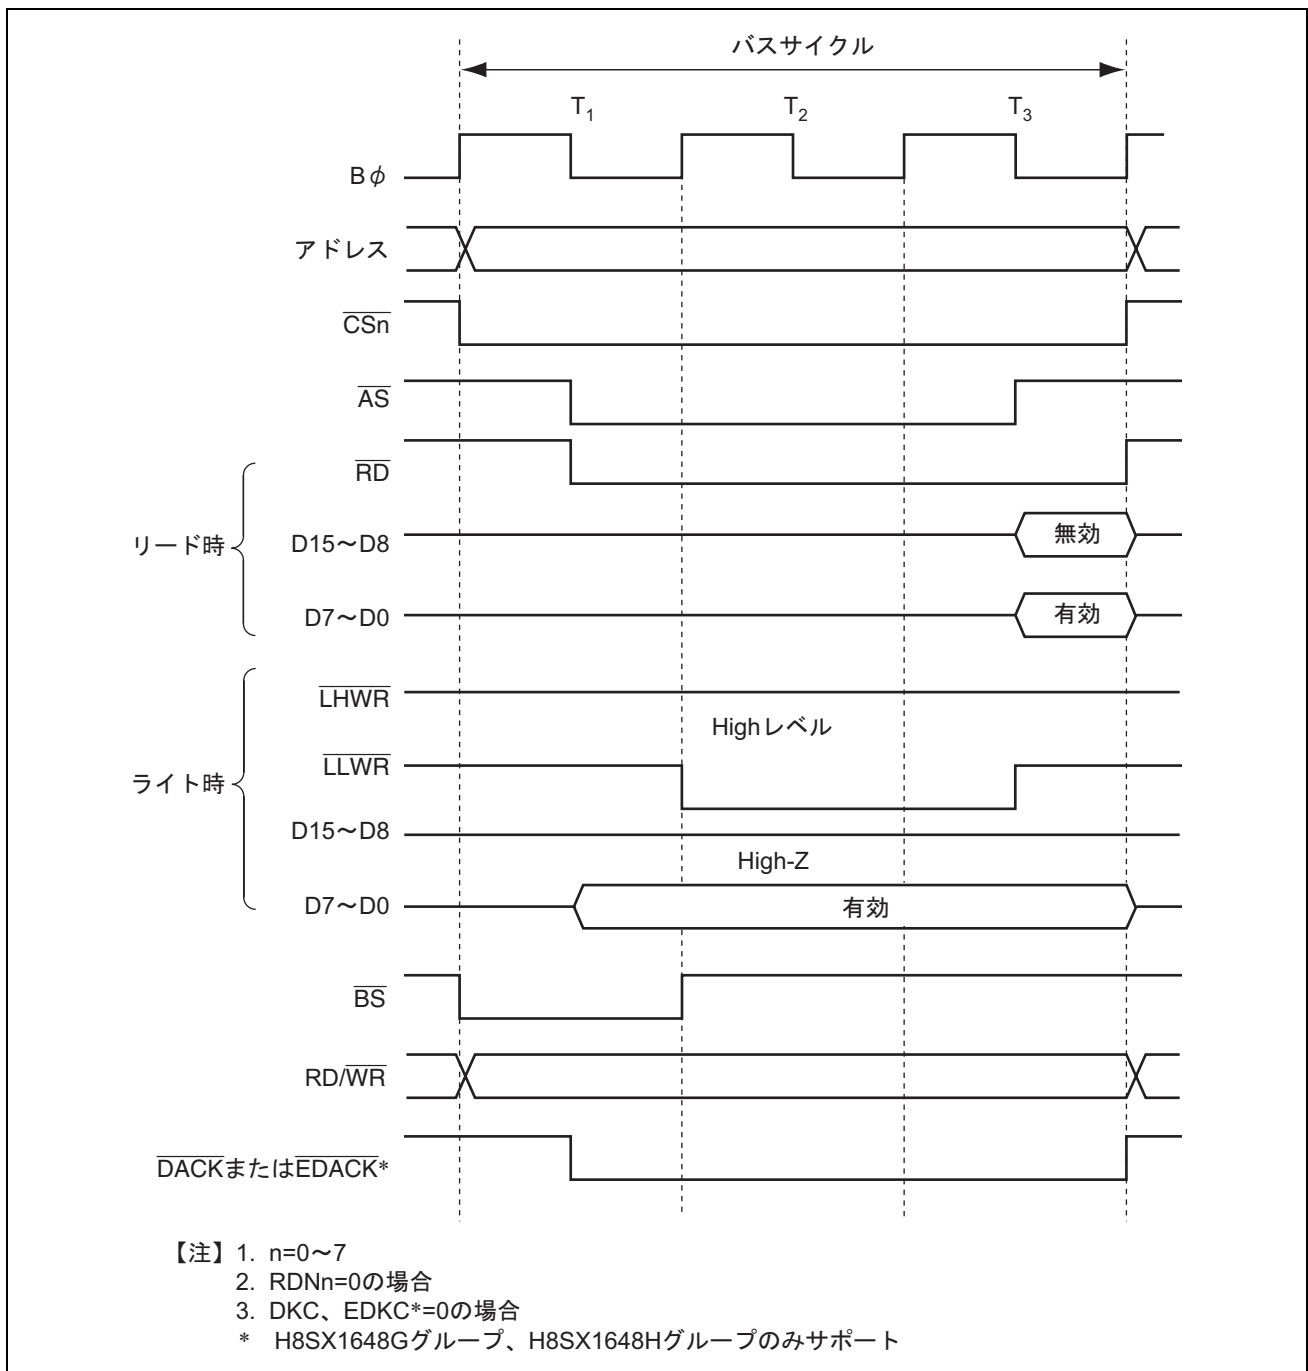 バスサイクル
T1 T2 T3
Bφ
アドレス
CSn
AS
RD
リード時
D15〜D8
無効
D7〜D0
有効
LHWR
Highレベル
ライト時
LLWR
D15〜D8
High-Z
D7〜D0
有効
BS
RD/WR
DACKまたはEDACK*
【注】1. n=0〜7
2. RDNn=0の場合
3. DKC、EDKC*=0の場合
* H8SX1648Gグループ、H8SX1648Hグループのみサポート